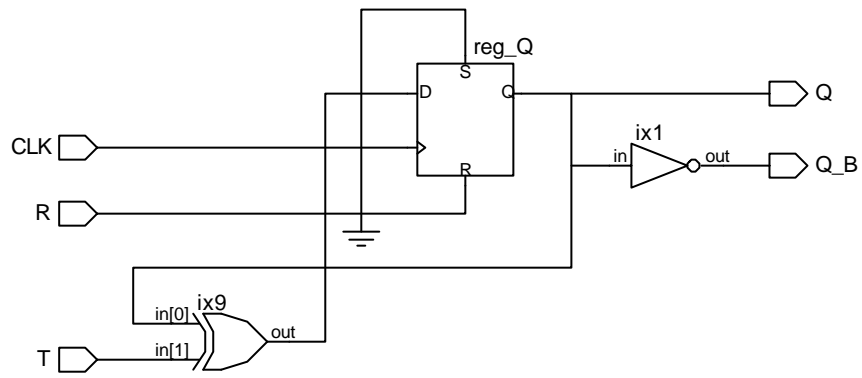 reg_Q
S
D
Q
Q
CLK
ix1
in
out
Q_B
R
R
ix9
in[0]
out
in[1]
T